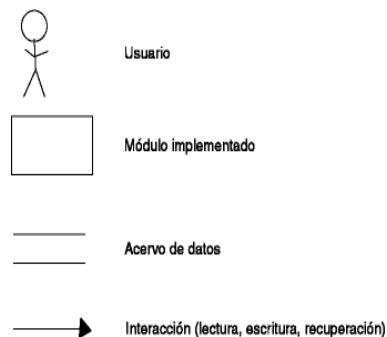 Usuario
Módulo implementado
Acervo de datos
Interacción (lectura, escritura, recuperación)